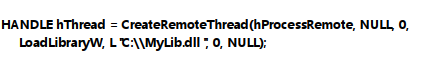 HANDLE hThread = CreateRemoteThread(hProcessRemote, NULL, 0,
LoadLibraryW, L "C:\\MyLib.dll ", 0, NULL);